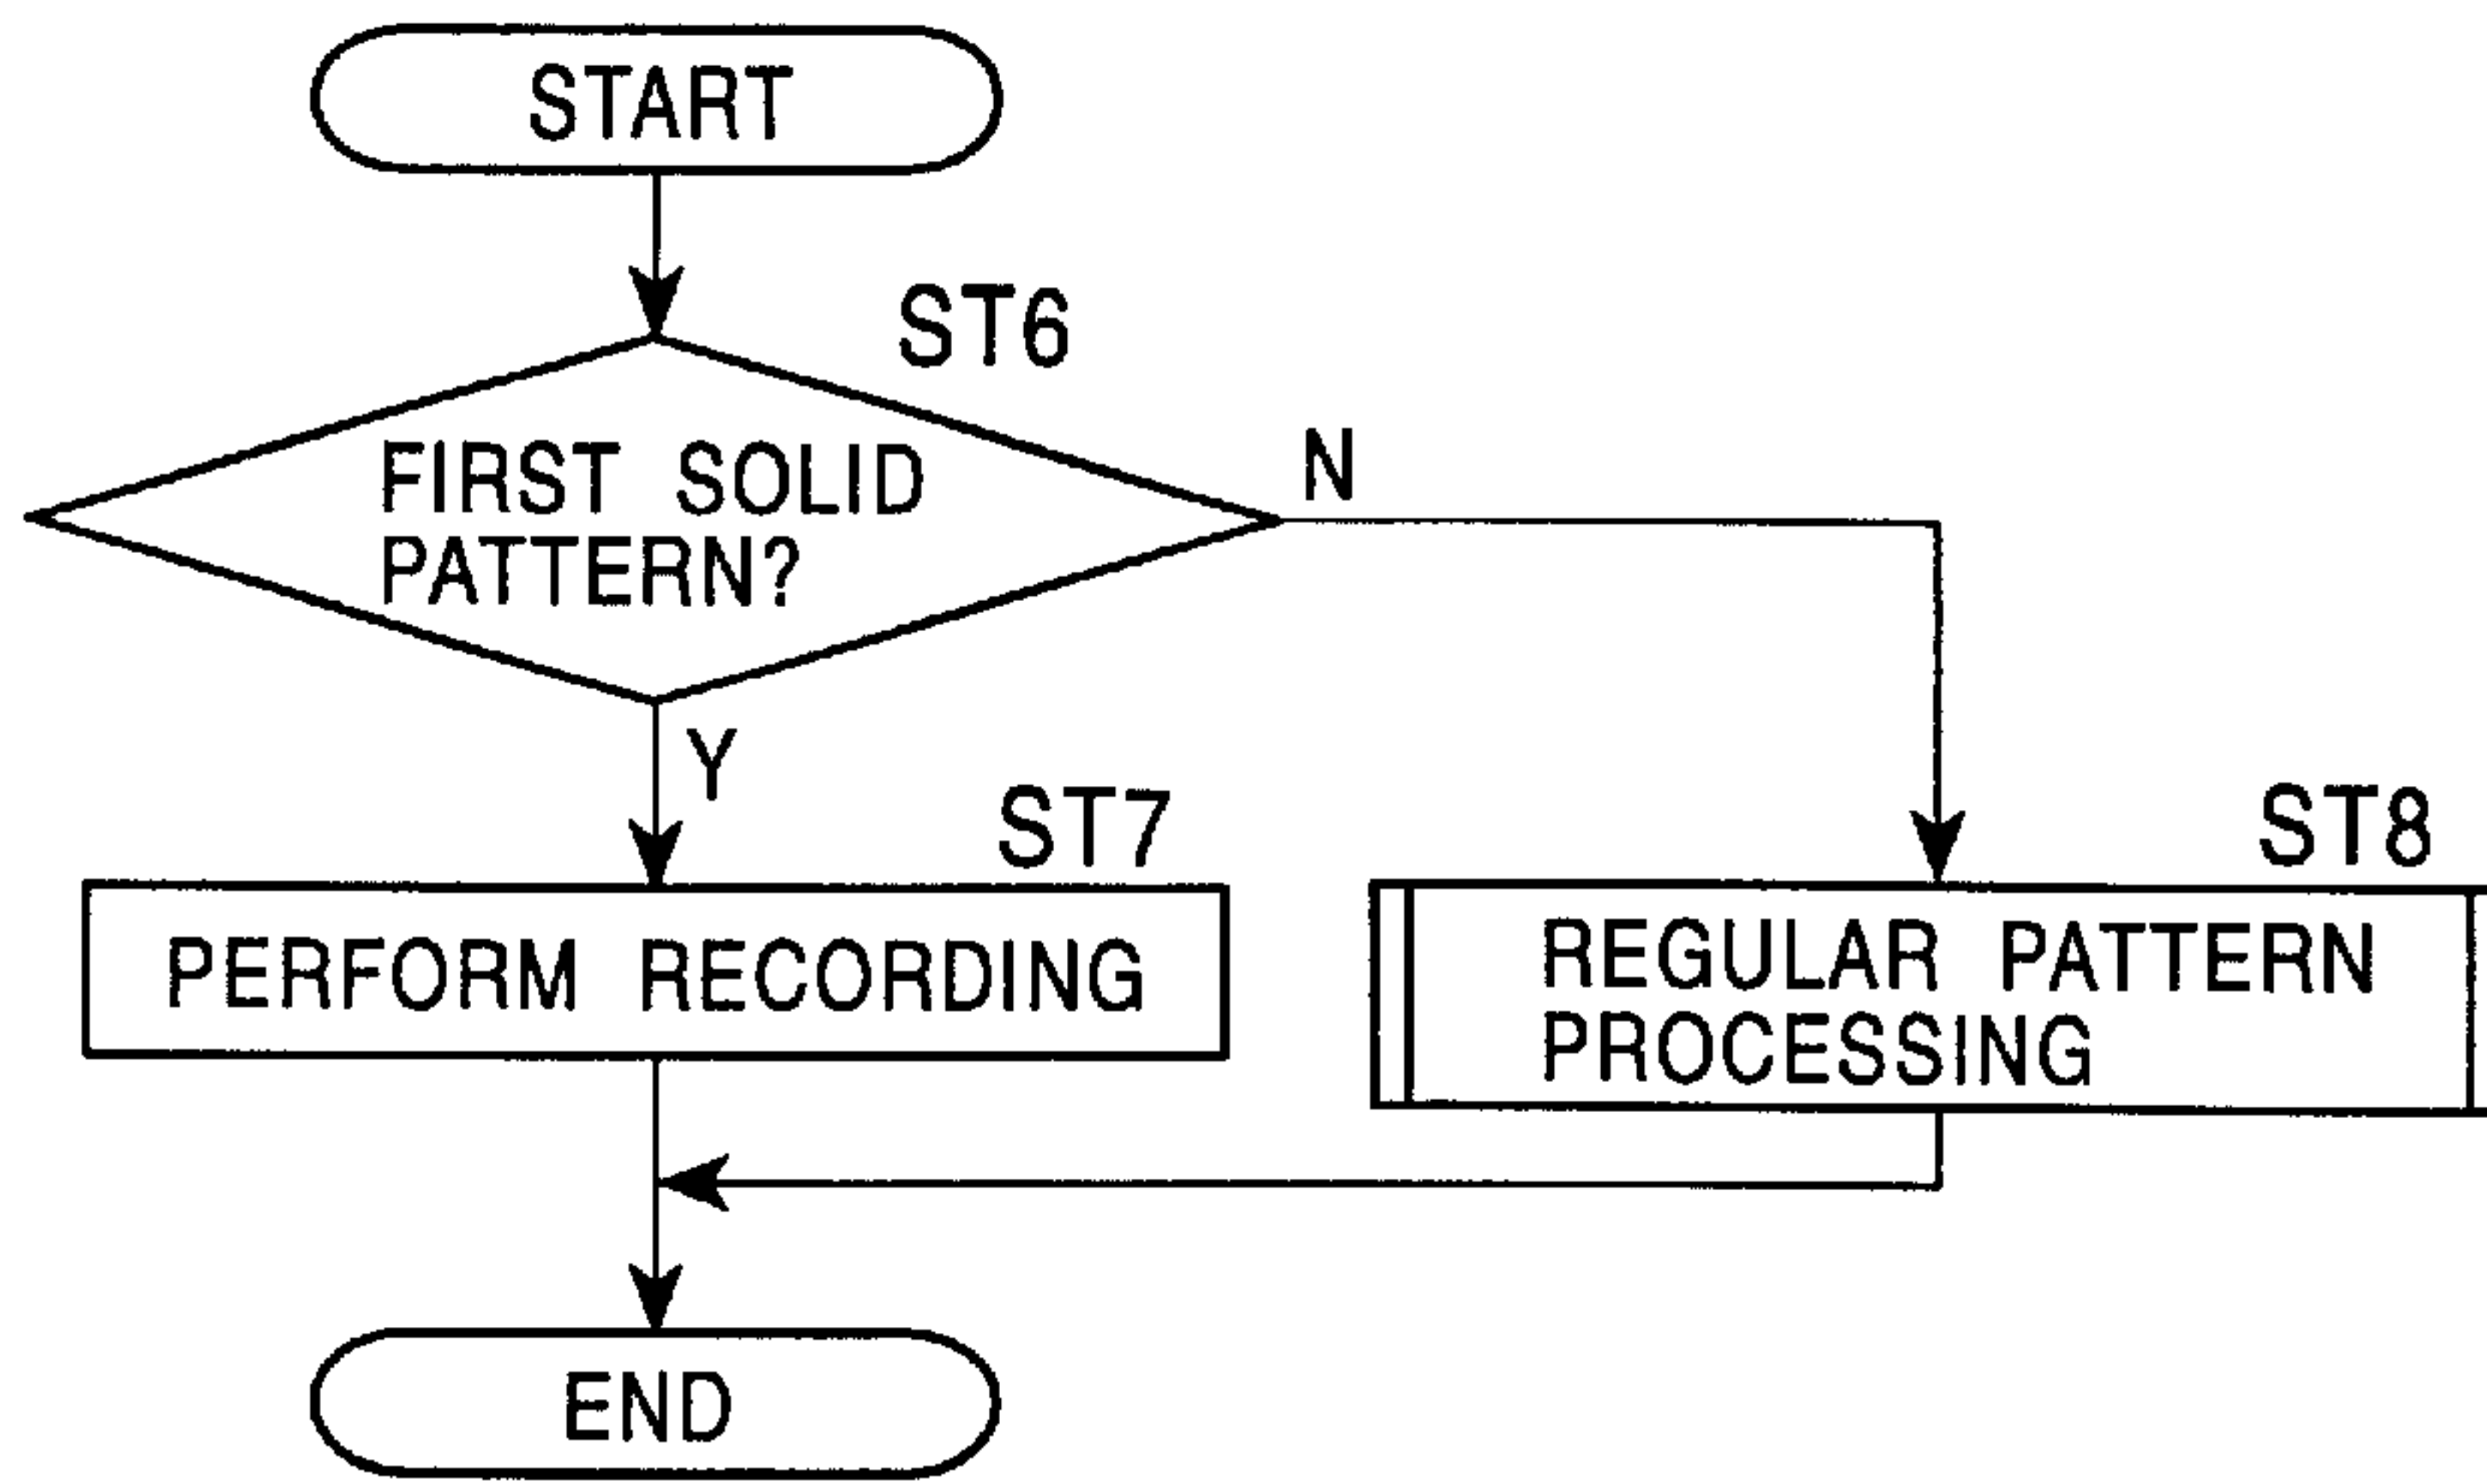 START
ST6
FIRST SOLID
PATTERN?
N
Y
ST7
ST8
PERFORM RECORDING
REGULAR PATTERN
PROCESSING
END